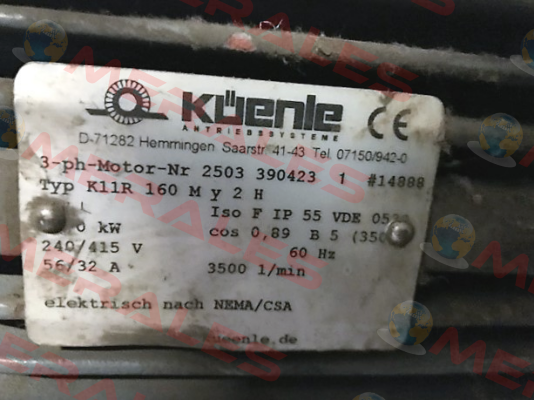 KÜENLE
ANTRIEBSSYSTEME
CE
D-71282 Hemmingen Saarstr. 41-43 Tel. 07150/942-0
3-ph-Motor-Nr 2503 390423 1 #14888
Typ K11R 160 M y 2 H
Iso F IP 55 VDE
kW cos 0,89 B 5
240/415 V 60 Hz
56/32 A 3500 1/min
elektrisch nach NEMA/CSA
kueenle.de
MERALES